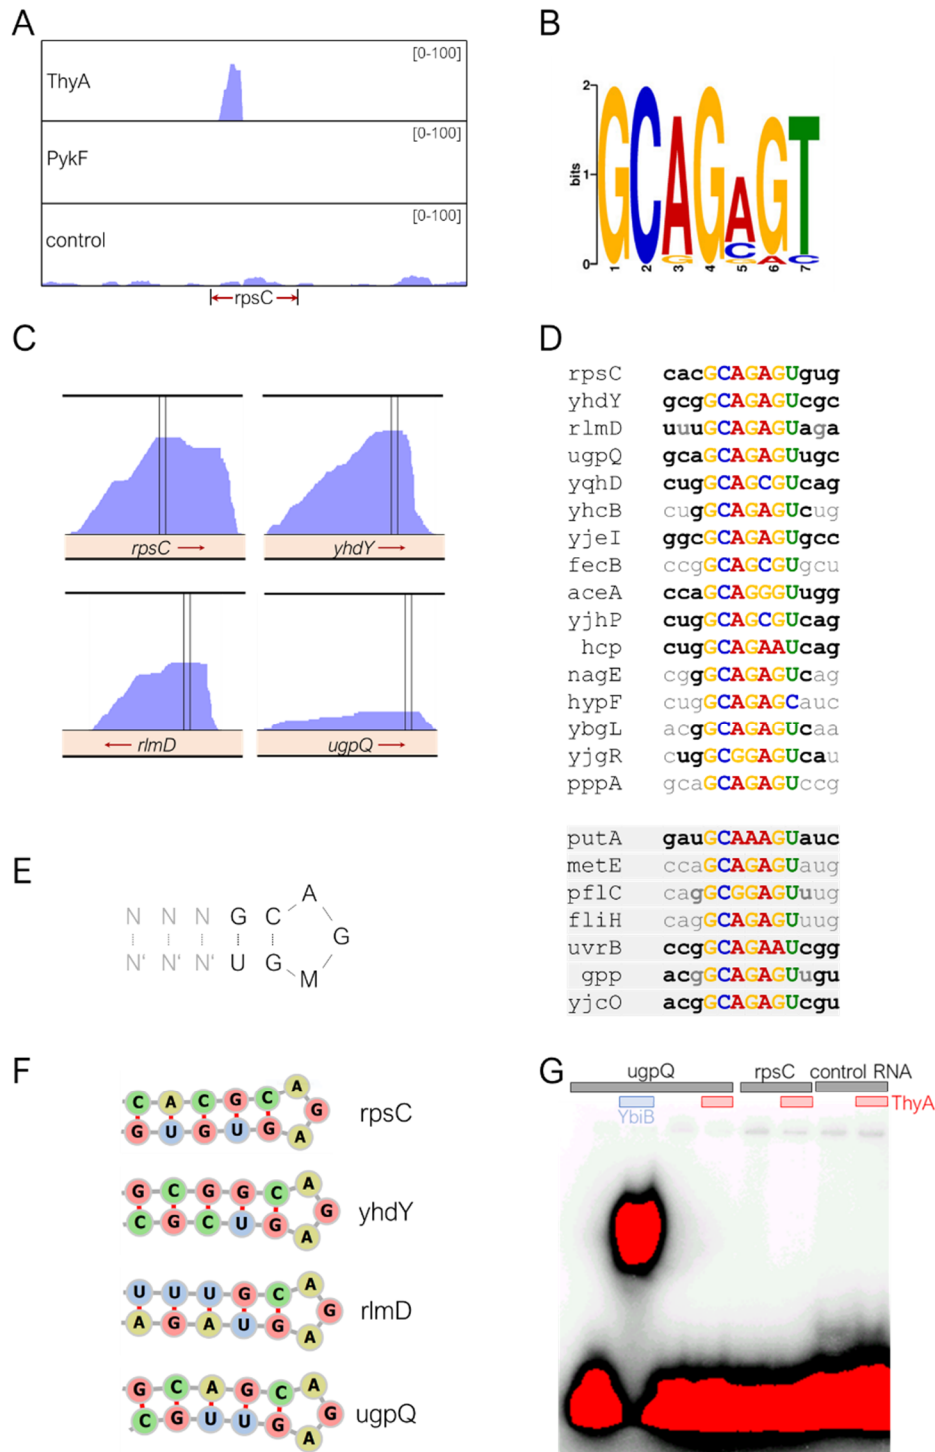 A
[0-100]
ThyA
[0-100]
PykF
[0-100]
control
rpsC
B
2
1
0
bits
GCAGAGT
G C A
C
1 2 3 4 5 6 7
C
rpsC
yhdY
rlmD
ugpQ
D
rpsC cacGCAGAGUgug
yhdY gcgGCAGAGUcgc
rlmD uuuGCAGAGUaga
ugpQ gcaGCAGAGUugc
yqhD cugGCAGCGUcag
yhcB cugGCAGAGUcug
yjeI ggcGCAGAGUgcc
fecB ccgGCAGCGUgcu
aceA ccaGCAGGGUugg
yjhP cugGCAGCGUcag
hcp cugGCAGAAUcag
nagE cggGCAGAGUcag
hypF cugGCAGAGCauc
ybgL acgGCAGAGUcaa
yjgR cugGCGGAGUcau
pppA gcaGCAGAGUccg
putA gauGCAAAGUauc
metE ccaGCAGAGUaug
pflC cagGCGGAGUuug
fliH cagGCAGAGUuug
uvrB ccgGCAGAAUcgg
gpp acgGCAGAGUugu
yjcO acgGCAGAGUcgu
E
N N N G C A
G
N' N' N' U G M
F
C A C G C A
G
G U G U G A
rpsC
G C G G C A
G
C G C U G A
yhdY
U U U G C A
G
A G A U G A
rlmD
G C A G C A
G
C G U U G A
ugpQ
G
ugpQ rpsC control RNA
YbiB ThyA